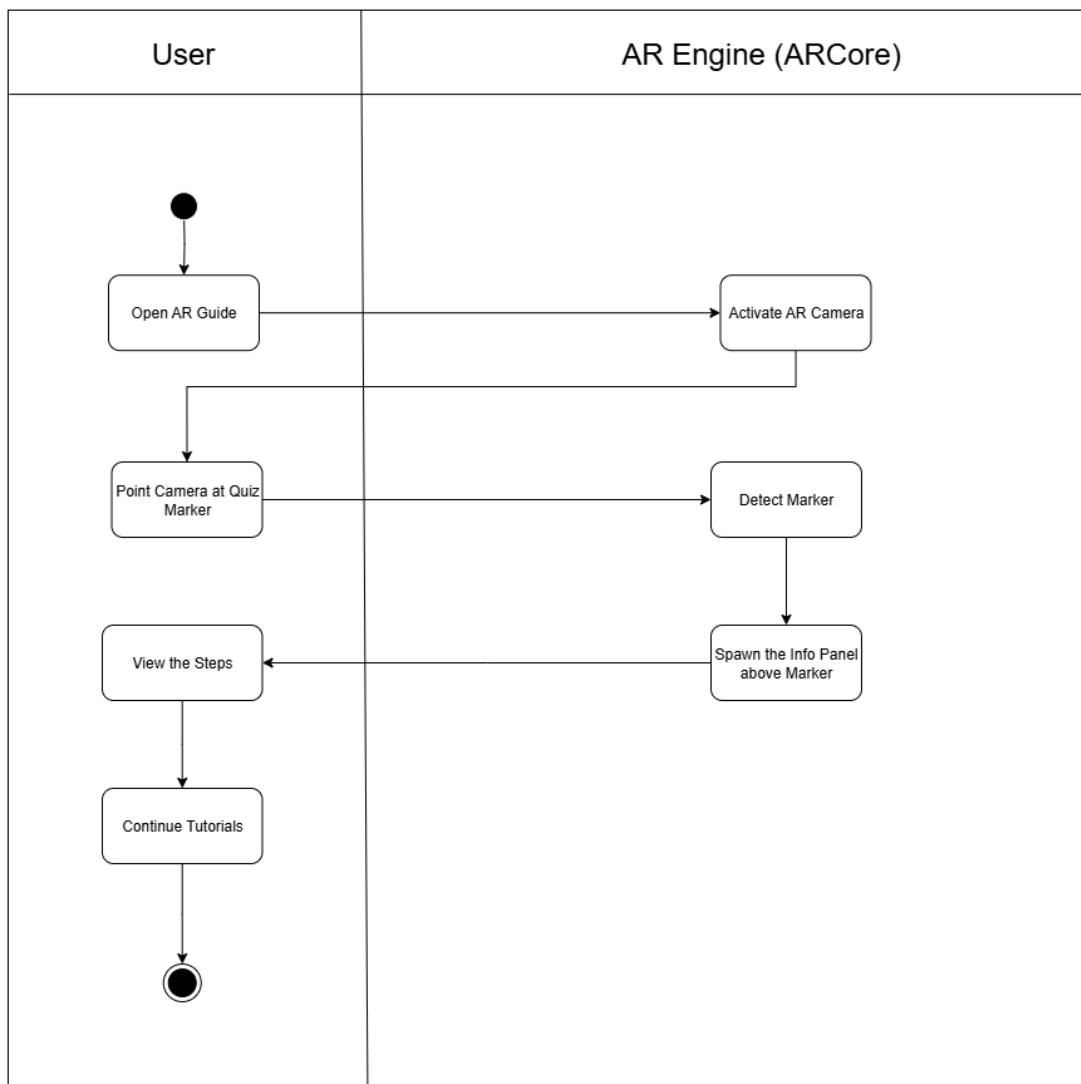 User
AR Engine (ARCore)
Open AR Guide
Activate AR Camera
Point Camera at Quiz
Marker
Detect Marker
View the Steps
Spawn the Info Panel
above Marker
Continue Tutorials